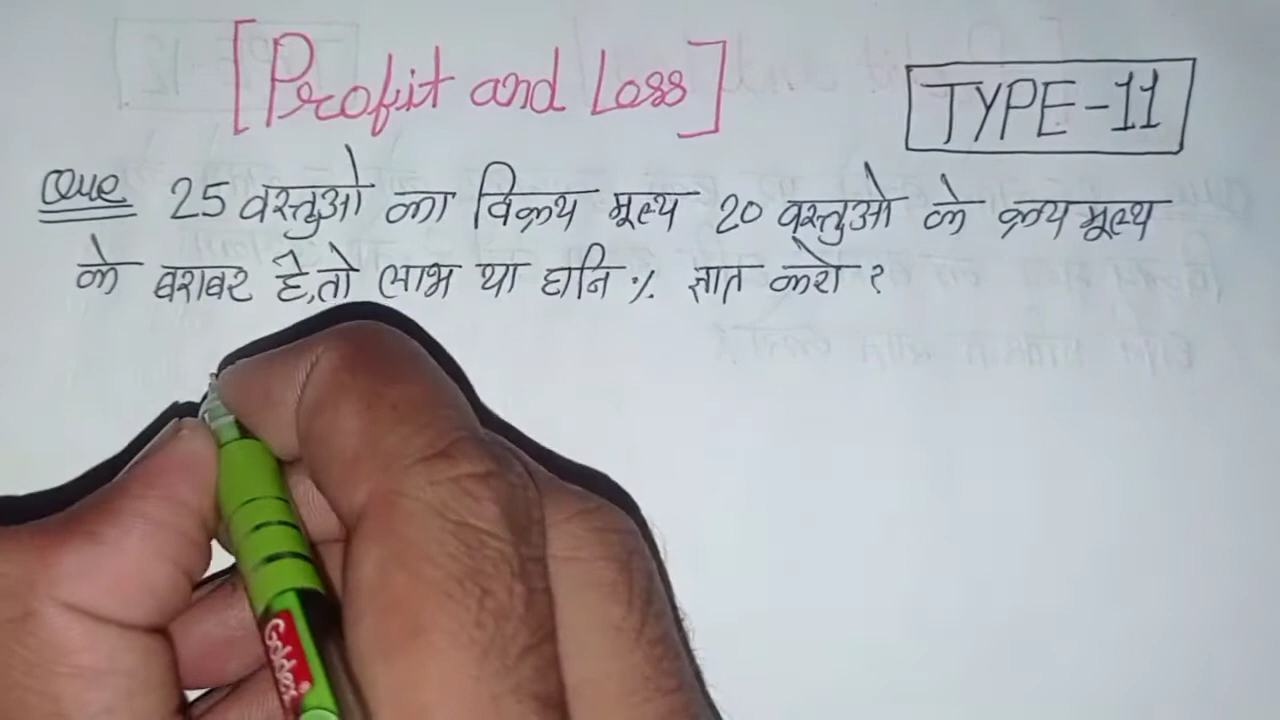 [Profit and Loss]
TYPE-11
Que 25 वस्तुओ का विक्रय मूल्य 20 वस्तुओ के क्रय मूल्य
के बराबर है, तो लाभ या हानि % ज्ञात करो ?
Goldex